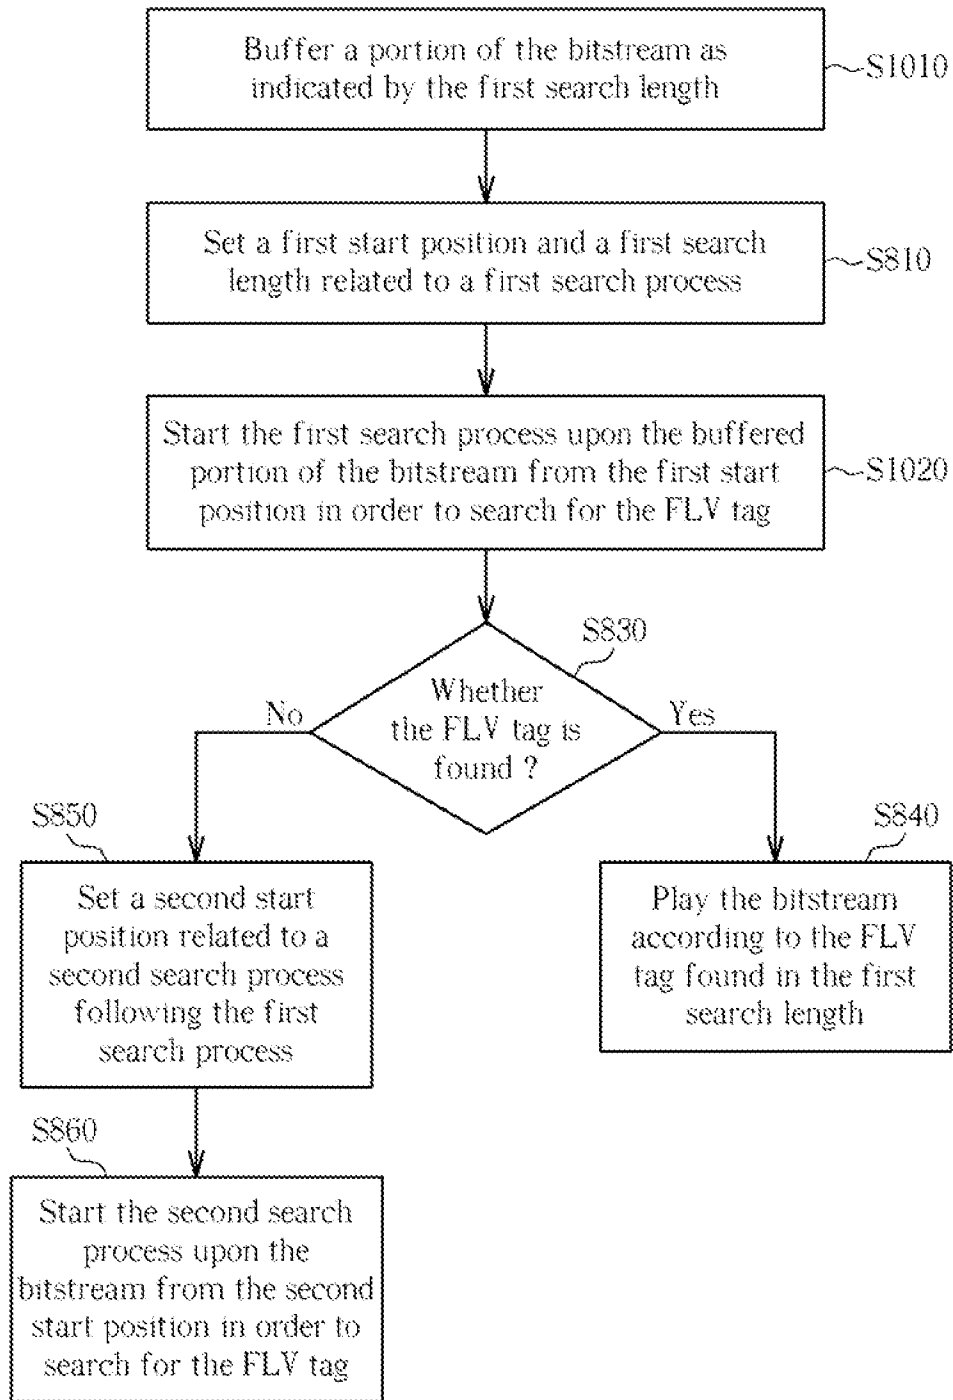 Buffer a portion of the bitstream as
indicated by the first search length
S1010
Set a first start position and a first search
length related to a first search process
S810
Start the first search process upon the buffered
portion of the bitstream from the first start
position in order to search for the FLV tag
S1020
S830
Whether
the FLV tag is
found ?
No
Yes
S850
Set a second start
position related to a
second search process
following the first
search process
S840
Play the bitstream
according to the FLV
tag found in the first
search length
S860
Start the second search
process upon the
bitstream from the second
start position in order to
search for the FLV tag